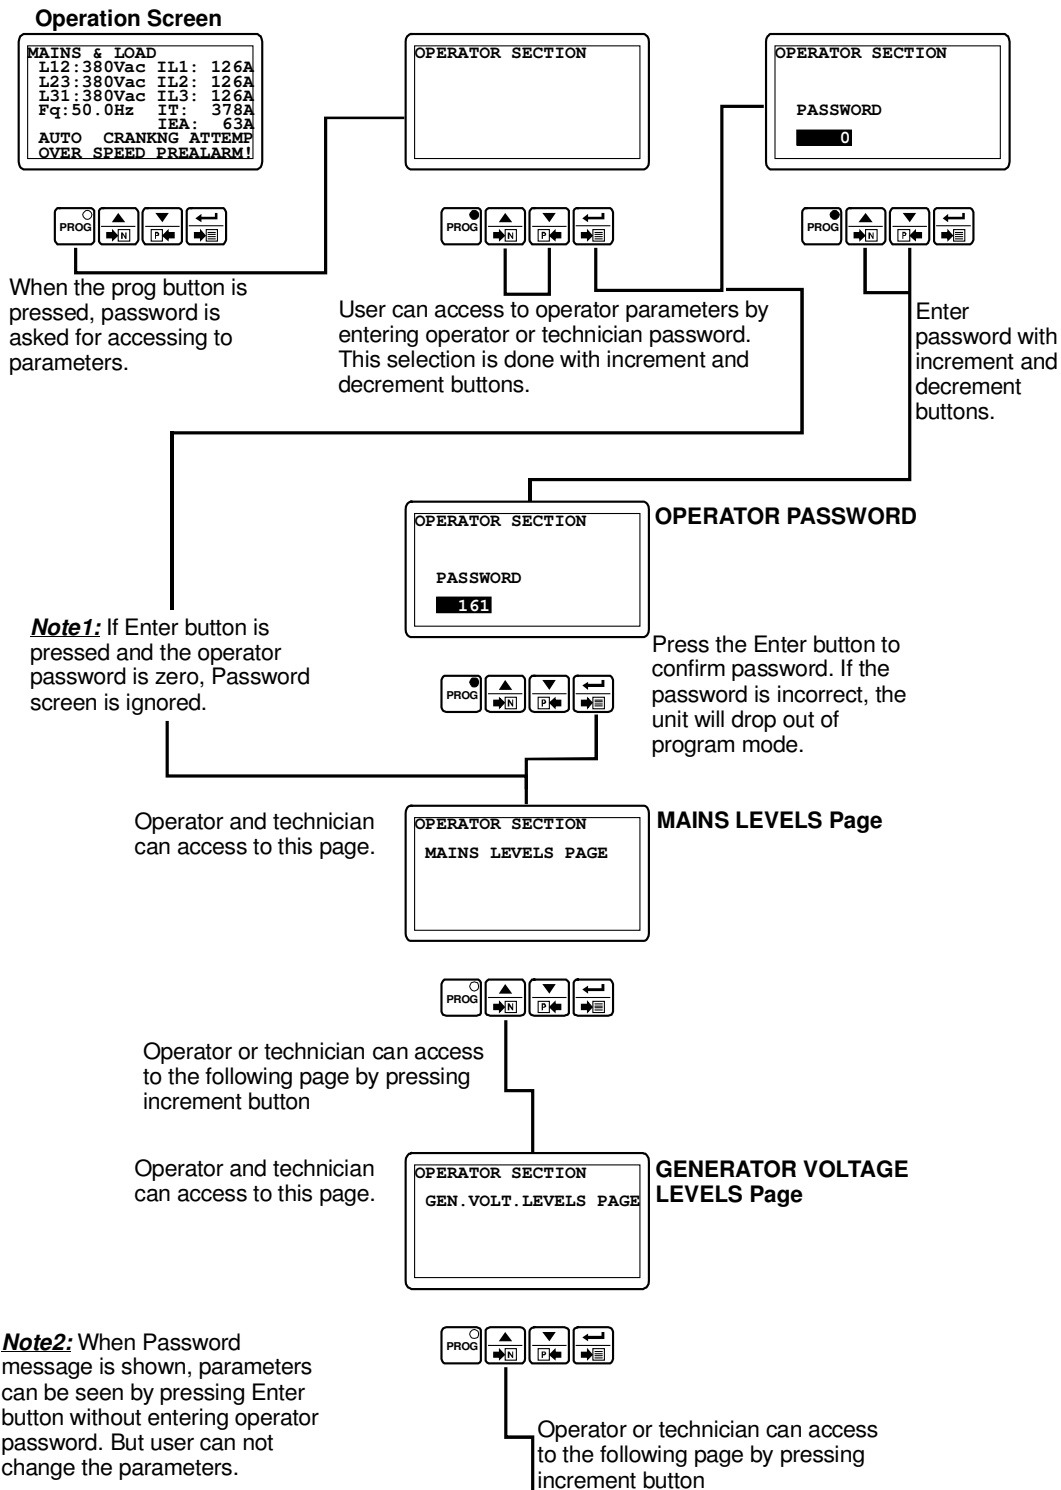 Operation Screen
MAINS & LOAD
L12:380Vac IL1: 126A
L23:380Vac IL2: 126A
L31:380Vac IL3: 126A
Fq:50.0Hz IT: 378A
IEA: 63A
AUTO CRANKNG ATTEMP
OVER SPEED PREALARM!
OPERATOR SECTION
OPERATOR SECTION
PASSWORD
0
PROG N P
PROG N P
PROG N P
When the prog button is
pressed, password is
asked for accessing to
parameters.
User can access to operator parameters by
entering operator or technician password.
This selection is done with increment and
decrement buttons.
Enter
password with
increment and
decrement
buttons.
OPERATOR SECTION
PASSWORD
161
OPERATOR PASSWORD
Note1: If Enter button is
pressed and the operator
password is zero, Password
screen is ignored.
Press the Enter button to
confirm password. If the
password is incorrect, the
unit will drop out of
program mode.
PROG N P
Operator and technician
can access to this page.
OPERATOR SECTION
MAINS LEVELS PAGE
MAINS LEVELS Page
PROG N P
Operator or technician can access
to the following page by pressing
increment button
Operator and technician
can access to this page.
OPERATOR SECTION
GEN.VOLT.LEVELS PAGE
GENERATOR VOLTAGE
LEVELS Page
PROG N P
Note2: When Password
message is shown, parameters
can be seen by pressing Enter
button without entering operator
password. But user can not
change the parameters.
Operator or technician can access
to the following page by pressing
increment button